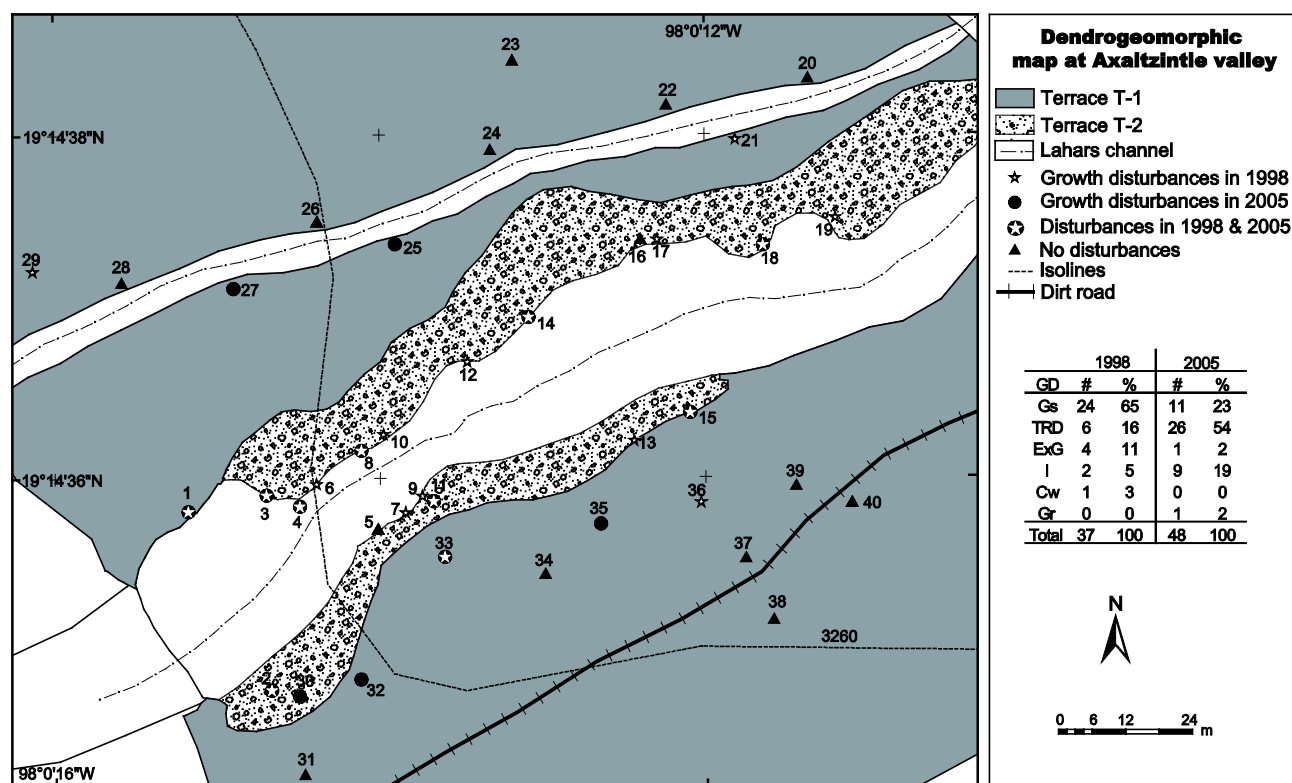 98°0'12"W
23
20
22
24
21
19°14'38"N
26
25
19
16
17
18
29
28
27
14
12
15
10
13
8
19°14'36"N
6
39
1
9
11
36
3
4
7
35
40
5
33
34
37
38
3260
2
30
32
31
98°0'16"W
Dendrogeomorphic
map at Axaltzintle valley
Terrace T-1
Terrace T-2
Lahars channel
Growth disturbances in 1998
Growth disturbances in 2005
Disturbances in 1998 & 2005
No disturbances
Isolines
Dirt road
1998 2005
GD # % # %
Gs 24 65 11 23
TRD 6 16 26 54
ExG 4 11 1 2
I 2 5 9 19
Cw 1 3 0 0
Gr 0 0 1 2
Total 37 100 48 100
N
0 6 12 24 m